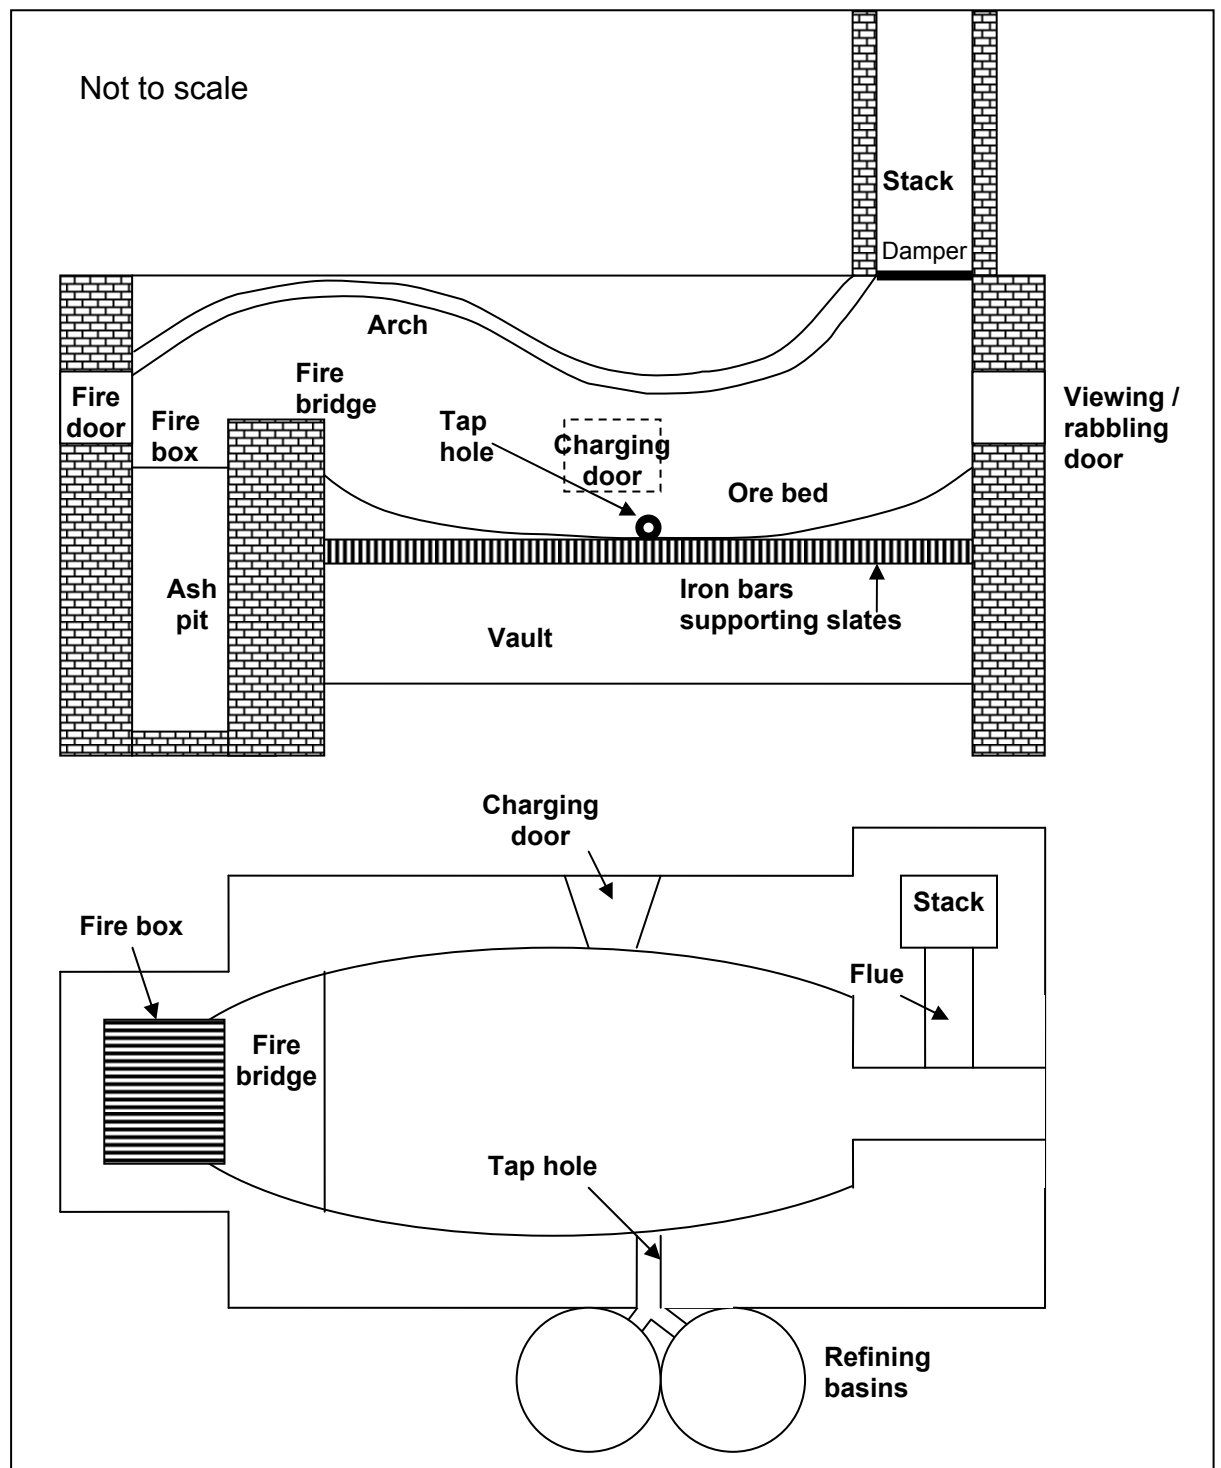 Not to scale
Stack
Damper
Arch
Fire
bridge
Fire
door
Fire
box
Tap
hole
Charging
door
Viewing /
rabbling
door
Ore bed
Ash
pit
Iron bars
supporting slates
Vault
Charging
door
Stack
Fire box
Flue
Fire
bridge
Tap hole
Refining
basins